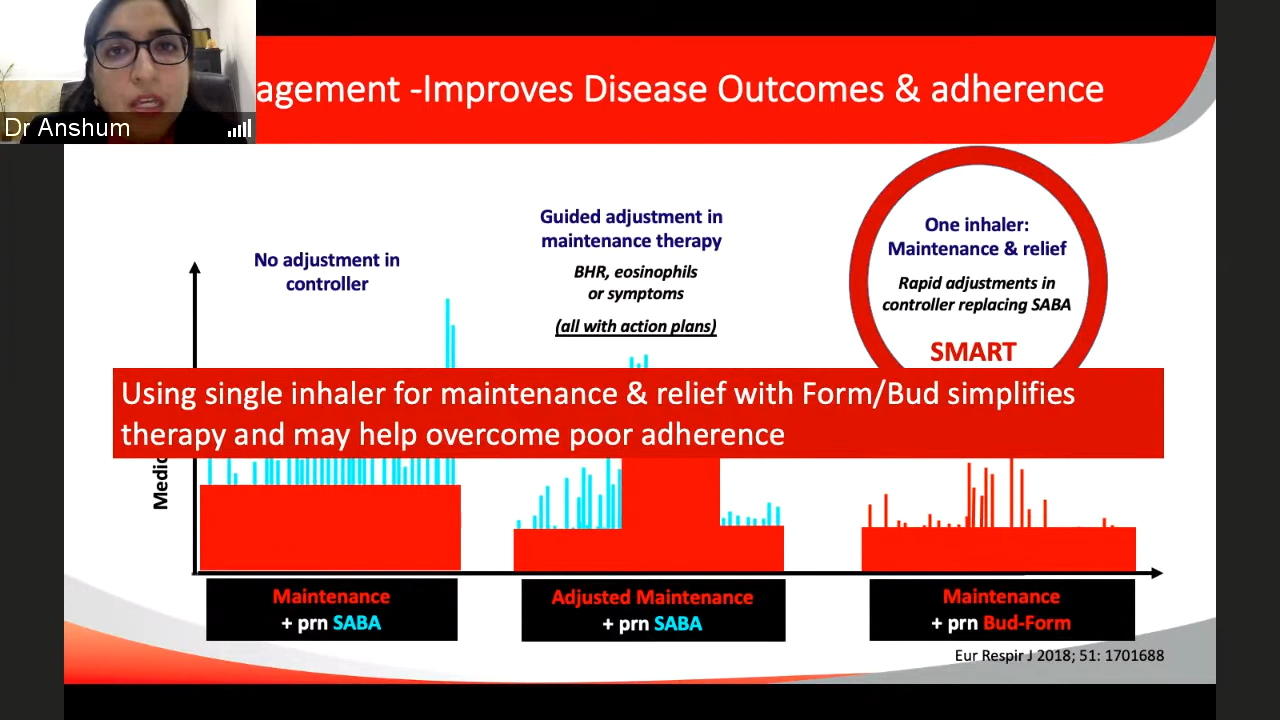 agement -Improves Disease Outcomes & adherence
Dr Anshum
Guided adjustment in
maintenance therapy
BHR, eosinophils
or symptoms
(all with action plans)
No adjustment in
controller
One inhaler:
Maintenance & relief
Rapid adjustments in
controller replacing SABA
SMART
Using single inhaler for maintenance & relief with Form/Bud simplifies
therapy and may help overcome poor adherence
Maintenance
+ prn SABA
Adjusted Maintenance
+ prn SABA
Maintenance
+ prn Bud-Form
Eur Respir J 2018; 51: 1701688